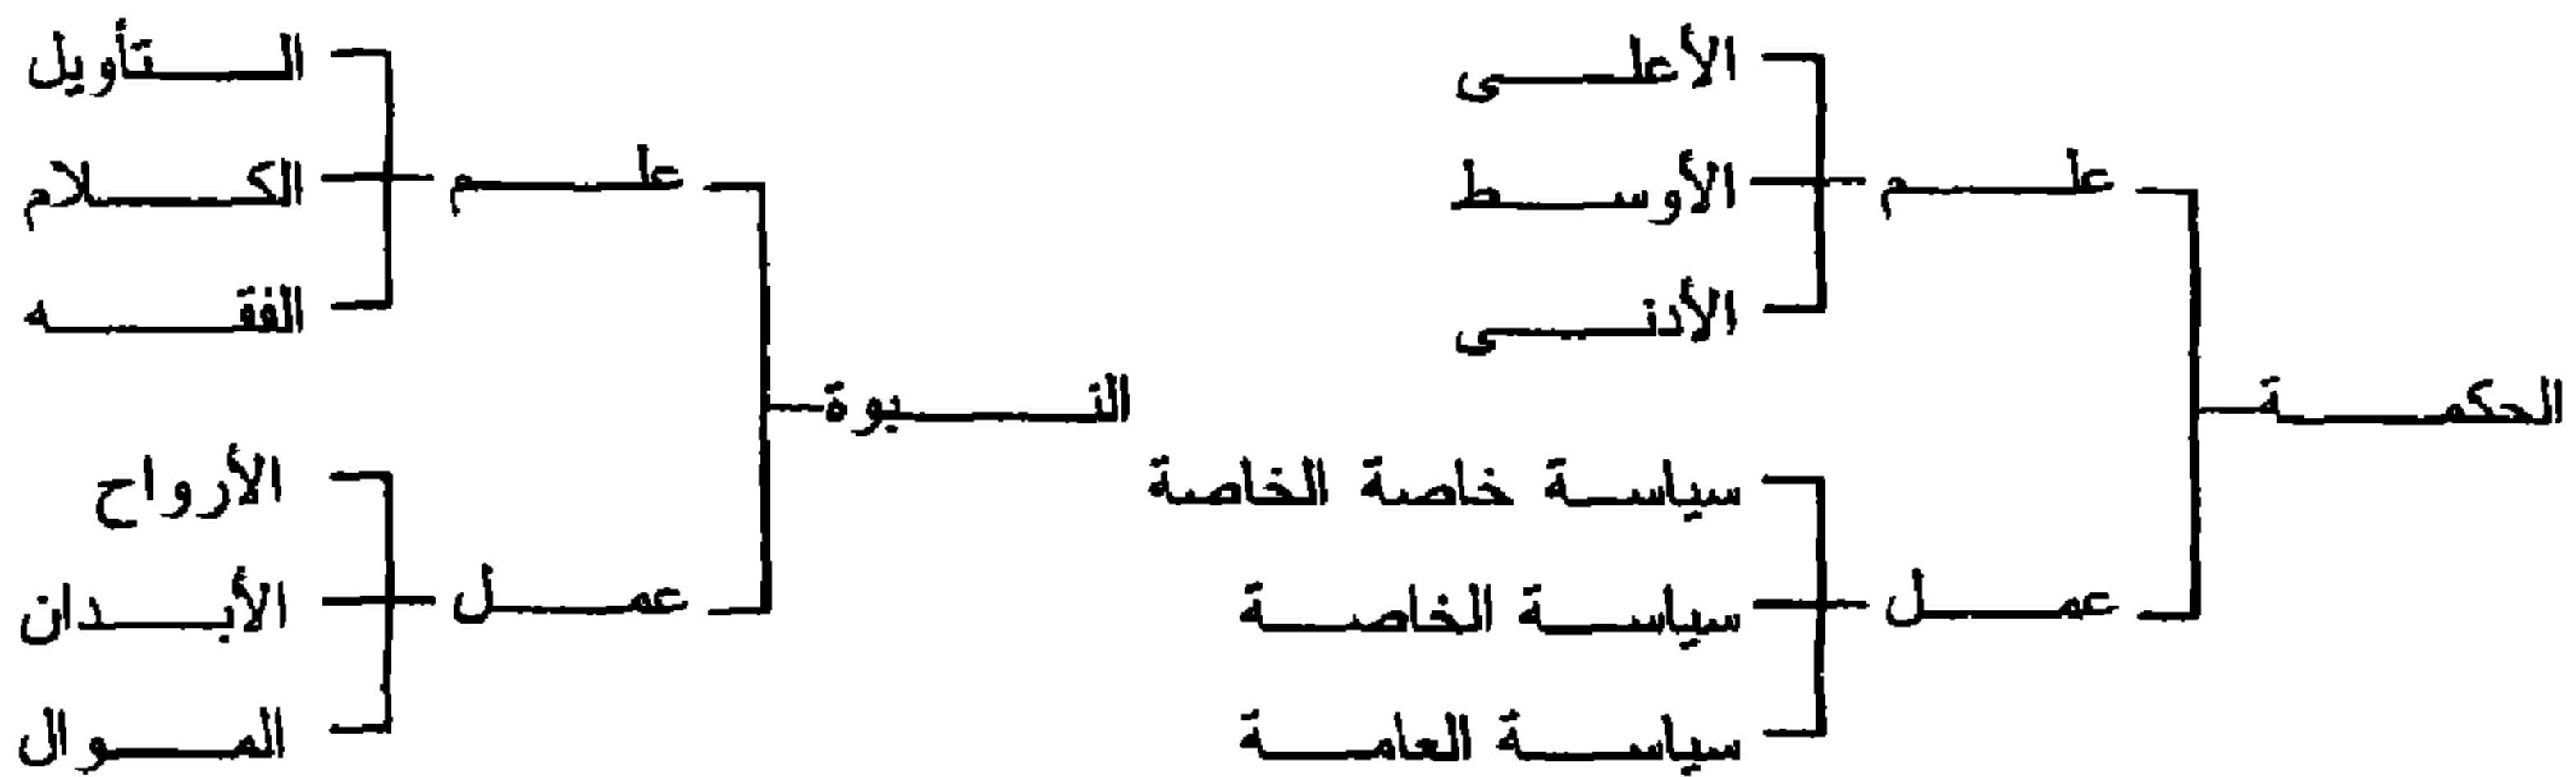 الحكمة
علم
الأعلى
الأوسط
الأدنى
عمل
سياسة خاصة الخاصة
سياسة الخاصة
سياسة العامة
النبوة
علم
التأويل
الكلام
الفقه
عمل
الأرواح
الأبدان
الموال